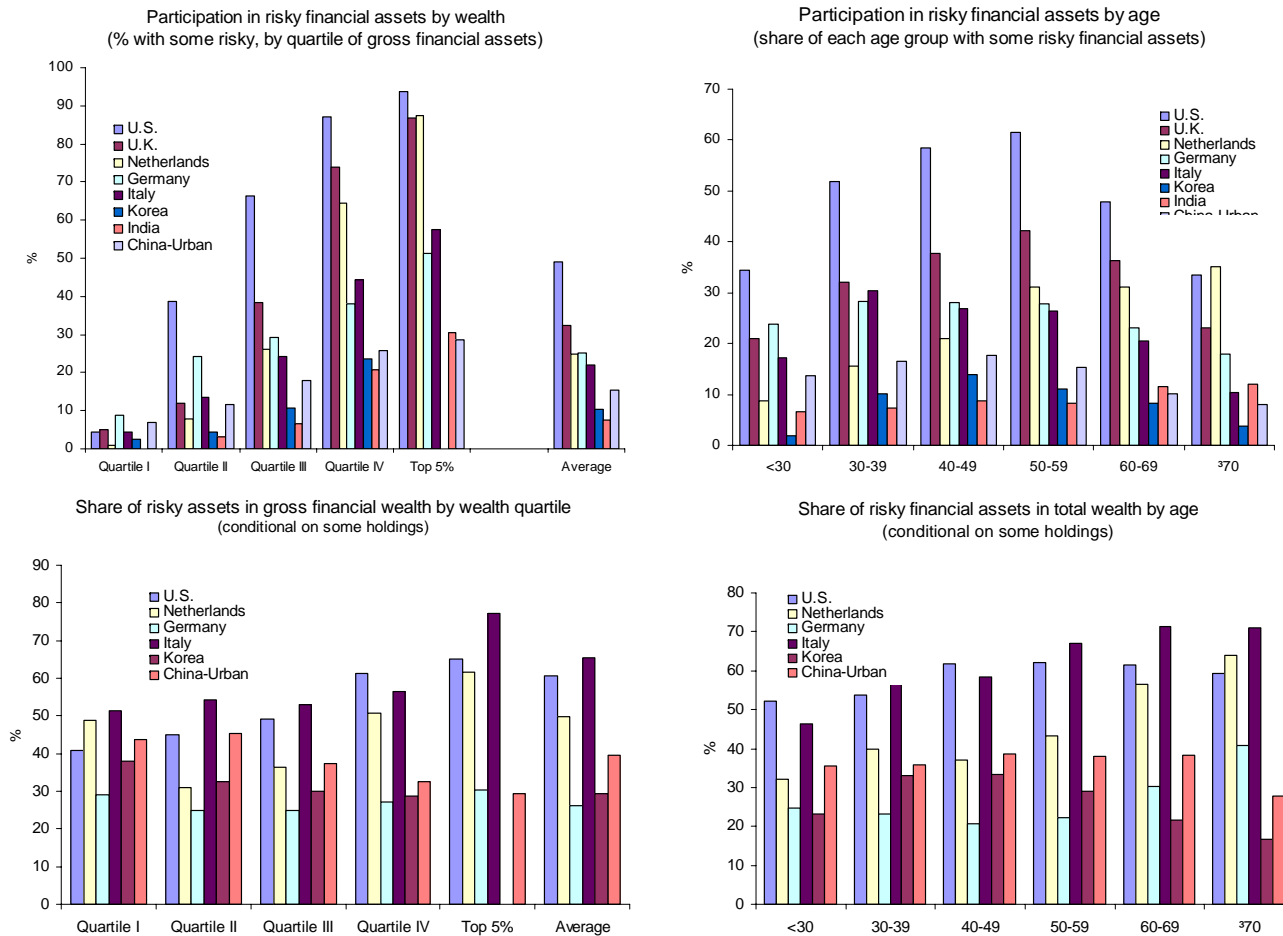 Participation in risky financial assets by wealth
(% with some risky, by quartile of gross financial assets)
100
90
80
70
60
50
40
30
20
10
0
%
U.S.
U.K.
Netherlands
Germany
Italy
Korea
India
China-Urban
Quartile I
Quartile II
Quartile III
Quartile IV
Top 5%
Average
Participation in risky financial assets by age
(share of each age group with some risky financial assets)
70
60
50
40
30
20
10
0
%
U.S.
U.K.
Netherlands
Germany
Italy
Korea
India
China-Urban
<30
30-39
40-49
50-59
60-69
³70
Share of risky assets in gross financial wealth by wealth quartile
(conditional on some holdings)
90
80
70
60
50
40
30
20
10
0
%
U.S.
Netherlands
Germany
Italy
Korea
China-Urban
Quartile I
Quartile II
Quartile III
Quartile IV
Top 5%
Average
Share of risky financial assets in total wealth by age
(conditional on some holdings)
80
70
60
50
40
30
20
10
0
%
U.S.
Netherlands
Germany
Italy
Korea
China-Urban
<30
30-39
40-49
50-59
60-69
³70